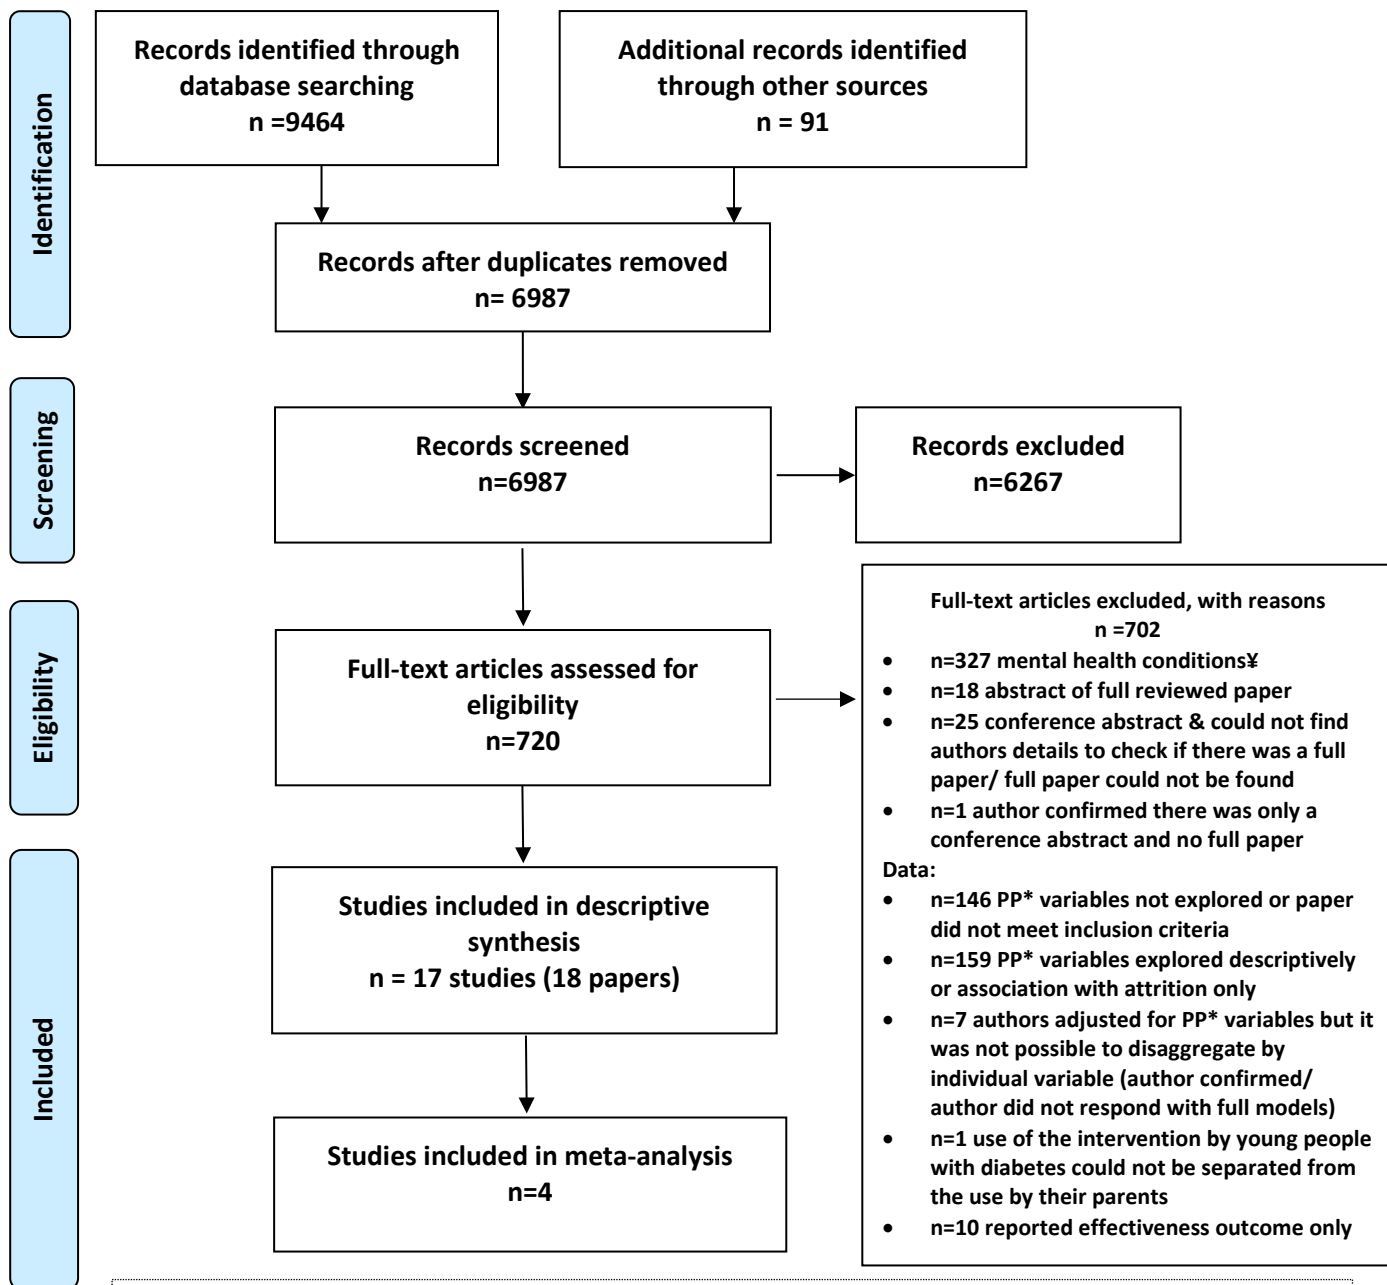 Identification
Records identified through
database searching
n =9464
Additional records identified
through other sources
n = 91
Records after duplicates removed
n= 6987
Screening
Records screened
n=6987
Records excluded
n=6267
Eligibility
Full-text articles assessed for
eligibility
n=720
Full-text articles excluded, with reasons
n =702
• n=327 mental health conditions¥
• n=18 abstract of full reviewed paper
• n=25 conference abstract & could not find
authors details to check if there was a full
paper/ full paper could not be found
• n=1 author confirmed there was only a
conference abstract and no full paper
Data:
• n=146 PP* variables not explored or paper
did not meet inclusion criteria
• n=159 PP* variables explored descriptively
or association with attrition only
• n=7 authors adjusted for PP* variables but it
was not possible to disaggregate by
individual variable (author confirmed/
author did not respond with full models)
• n=1 use of the intervention by young people
with diabetes could not be separated from
the use by their parents
• n=10 reported effectiveness outcome only
Included
Studies included in descriptive
synthesis
n = 17 studies (18 papers)
Studies included in meta-analysis
n=4